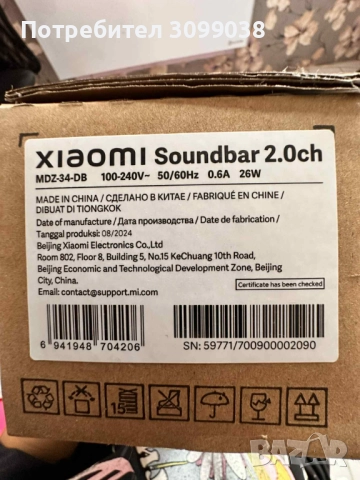 Потребител 3099038
xiaomi Soundbar 2.0ch
MDZ-34-DB 100-240V~ 50/60Hz 0.6A 26W
MADE IN CHINA / СДЕЛАНО В КИТАЕ / FABRIQUÉ EN CHINE /
DIBUAT DI TIONGKOK
Date of manufacture / Дата производства / Date de fabrication /
Tanggal produksi: 08/2024
Beijing Xiaomi Electronics Co.,Ltd
Room 802, Floor 8, Building 5, No.15 KeChuang 10th Road,
Beijing Economic and Technological Development Zone, Beijing
City, China.
Email: contact@support.mi.com
Certificate has been checked
6 941948 704206
SN: 59771/700900002090
15
BAZAR